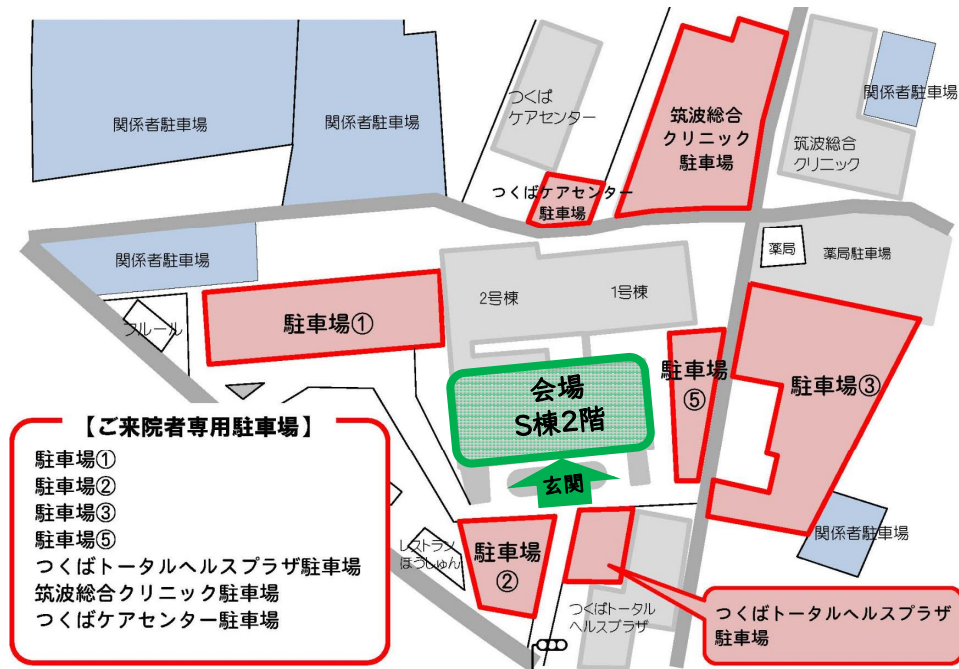 関係者駐車場
関係者駐車場
つくば
ケアセンター
筑波総合
クリニック
駐車場
関係者駐車場
筑波総合
クリニック
つくばケアセンター
駐車場
関係者駐車場
薬局
薬局駐車場
2号棟
1号棟
フルール
駐車場①
駐車場
⑤
駐車場③
会場
S棟2階
玄関
【ご来院者専用駐車場】
駐車場①
駐車場②
駐車場③
駐車場⑤
つくばトータルヘルスプラザ駐車場
筑波総合クリニック駐車場
つくばケアセンター駐車場
レストラン
ほうじゅん
駐車場
②
関係者駐車場
つくばトータル
ヘルスプラザ
つくばトータルヘルスプラザ
駐車場